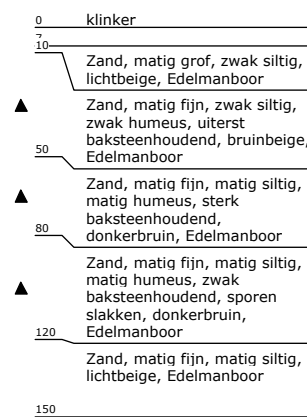 0 klinker
7
10
Zand, matig grof, zwak siltig,
lichtbeige, Edelmanboor
Zand, matig fijn, zwak siltig,
zwak humeus, uiterst
baksteenhoudend, bruinbeige,
50 Edelmanboor
Zand, matig fijn, matig siltig,
matig humeus, sterk
baksteenhoudend,
80 donkerbruin, Edelmanboor
Zand, matig fijn, matig siltig,
matig humeus, zwak
baksteenhoudend, sporen
slakken, donkerbruin,
120 Edelmanboor
Zand, matig fijn, matig siltig,
lichtbeige, Edelmanboor
150